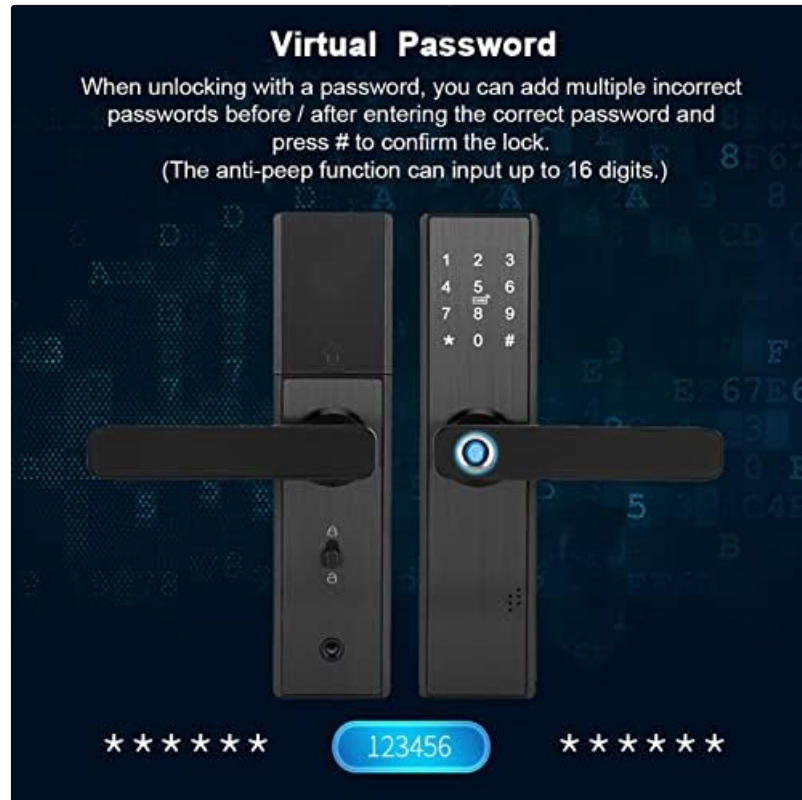 Virtual Password
When unlocking with a password, you can add multiple incorrect
passwords before / after entering the correct password and
press # to confirm the lock.
(The anti-peep function can input up to 16 digits.)
1 2 3
4 5 6
7 8 9
* 0 #
****** 123456 ******